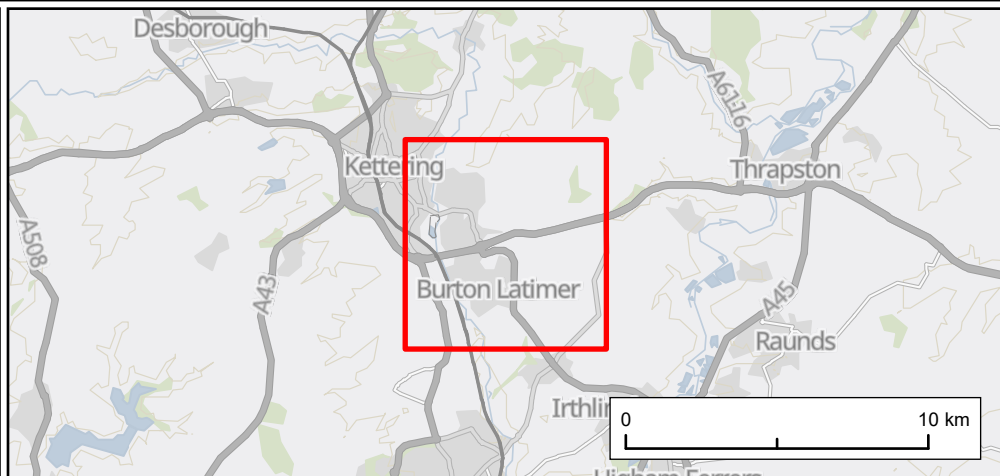 Desborough
A6116
Kettering
Thrapston
A508
A43
Burton Latimer
A45
Raunds
0 10 km